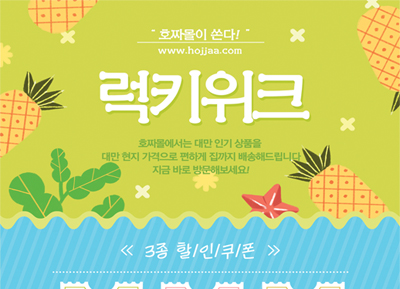 " 호짜몰이 쏜다! "
www.hojjaa.com
럭키위크
호짜몰에서는 대만 인기 상품을
대만 현지 가격으로 편하게 집까지 배송해드립니다
지금 바로 방문해보세요!
≪ 3종 할인쿠폰 ≫